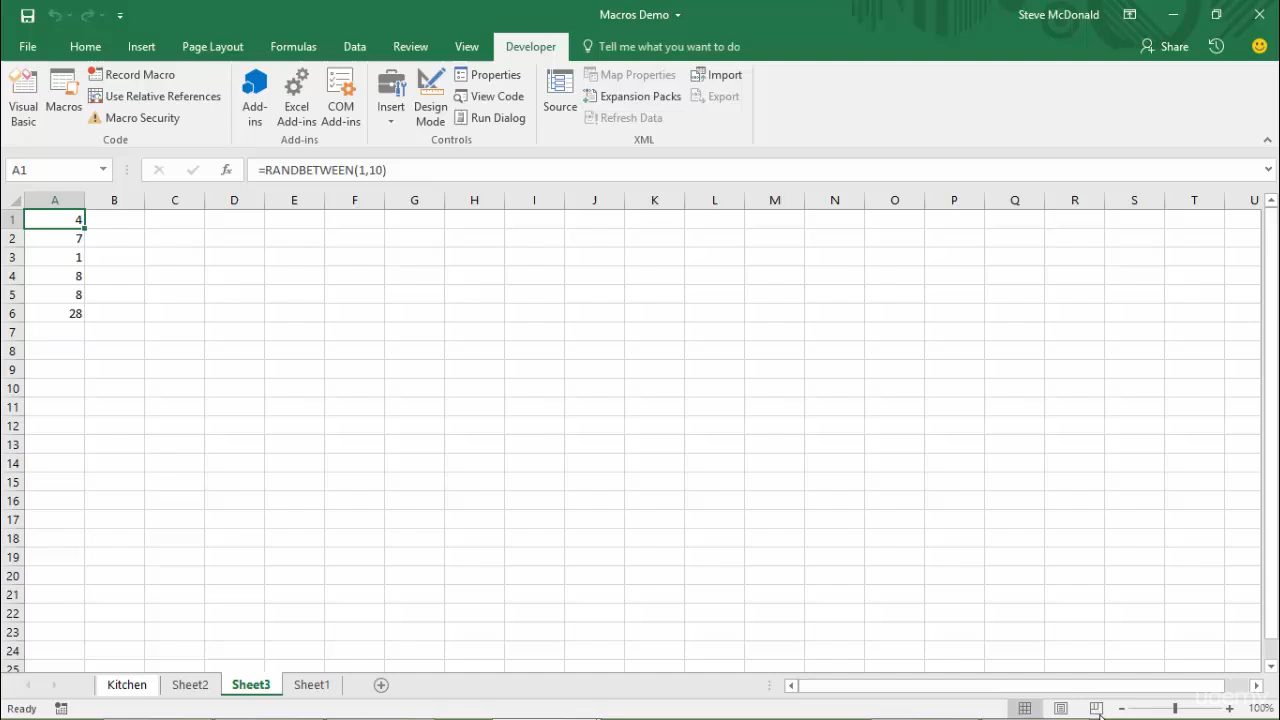 Macros Demo
Steve McDonald
File Home Insert Page Layout Formulas Data Review View Developer Tell me what you want to do Share
Visual Basic
Macros
Record Macro
Use Relative References
Macro Security
Code
Add-ins
Excel Add-ins
COM Add-ins
Add-ins
Insert
Design Mode
Properties
View Code
Run Dialog
Controls
Source
Map Properties
Expansion Packs
Refresh Data
Import
Export
XML
A1 fx =RANDBETWEEN(1,10)
A B C D E F G H I J K L M N O P Q R S T U
1 4
2 7
3 1
4 8
5 8
6 28
7
8
9
10
11
12
13
14
15
16
17
18
19
20
21
22
23
24
25
Kitchen Sheet2 Sheet3 Sheet1
udemy
Ready 100%